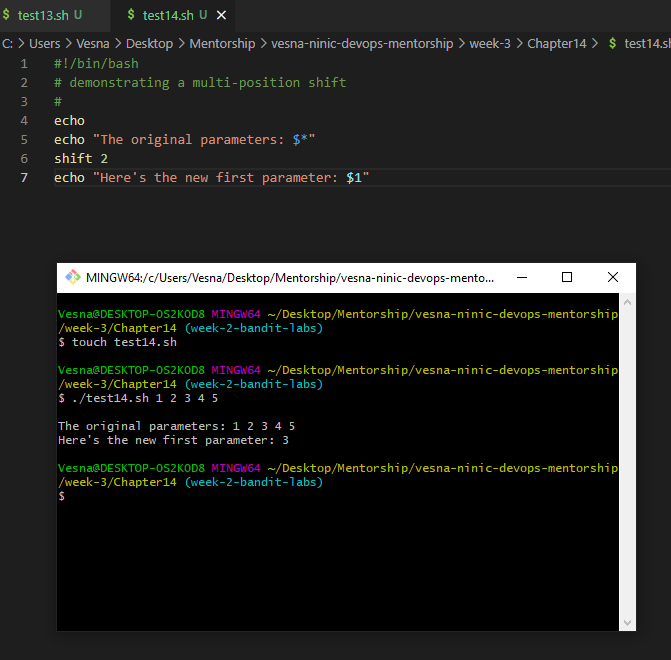 $ test13.sh U $ test14.sh U ×
C: > Users > Vesna > Desktop > Mentorship > vesna-ninic-devops-mentorship > week-3 > Chapter14 > $ test14.sh
1 #!/bin/bash
2 # demonstrating a multi-position shift
3 #
4 echo
5 echo "The original parameters: $*"
6 shift 2
7 echo "Here's the new first parameter: $1"
MINGW64:/c/Users/Vesna/Desktop/Mentorship/vesna-ninic-devops-mento...
Vesna@DESKTOP-OS2KOD8 MINGW64 ~/Desktop/Mentorship/vesna-ninic-devops-mentorship
/week-3/Chapter14 (week-2-bandit-labs)
$ touch test14.sh
Vesna@DESKTOP-OS2KOD8 MINGW64 ~/Desktop/Mentorship/vesna-ninic-devops-mentorship
/week-3/Chapter14 (week-2-bandit-labs)
$ ./test14.sh 1 2 3 4 5
The original parameters: 1 2 3 4 5
Here's the new first parameter: 3
Vesna@DESKTOP-OS2KOD8 MINGW64 ~/Desktop/Mentorship/vesna-ninic-devops-mentorship
/week-3/Chapter14 (week-2-bandit-labs)
$